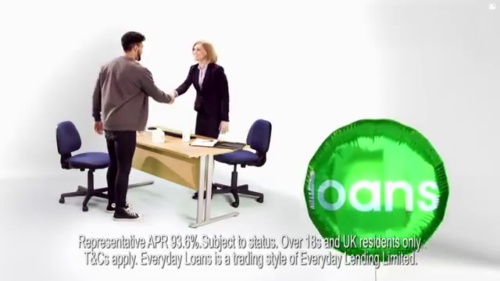 oans
Representative APR 93.6%.Subject to status. Over 18s and UK residents only
T&Cs apply. Everyday Loans is a trading style of Everyday Lending Limited.